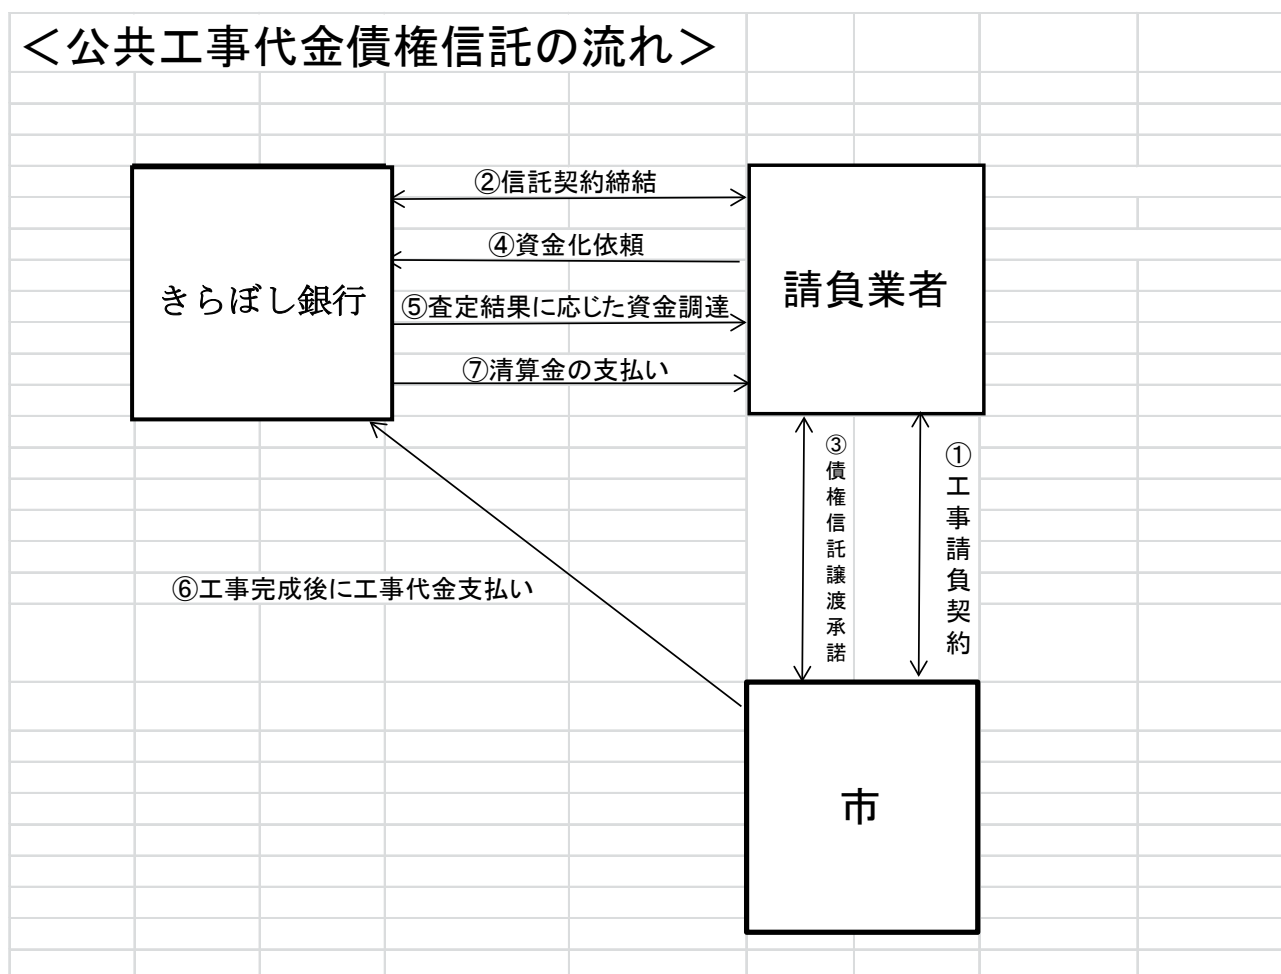 ＜公共工事代金債権信託の流れ＞
②信託契約締結
④資金化依頼
きらぼし銀行
請負業者
⑤査定結果に応じた資金調達
⑦清算金の支払い
③債権信託譲渡承諾
①工事請負契約
⑥工事完成後に工事代金支払い
市